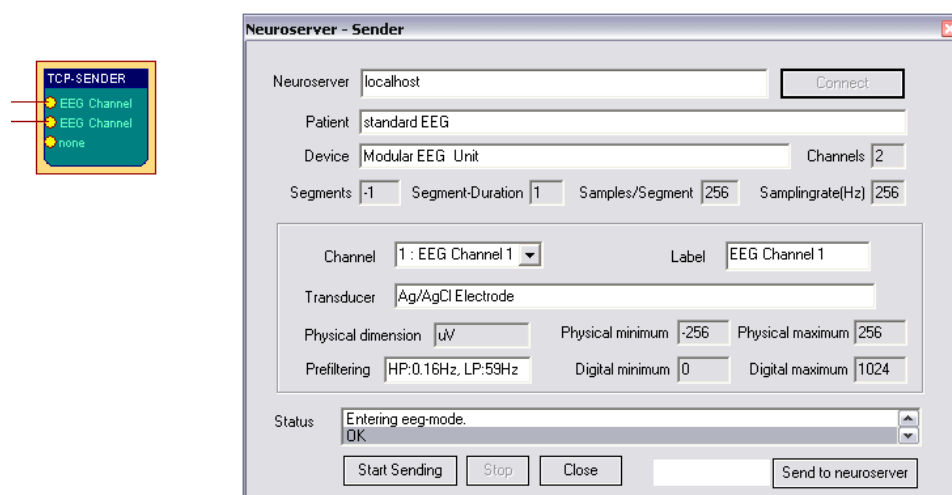 TCP-SENDER
EEG Channel
EEG Channel
none
Neuroserver - Sender
Neuroserver localhost Connect
Patient standard EEG
Device Modular EEG Unit Channels 2
Segments -1 Segment-Duration 1 Samples/Segment 256 Samplingrate(Hz) 256
Channel 1 : EEG Channel 1 Label EEG Channel 1
Transducer Ag/AgCl Electrode
Physical dimension uV Physical minimum -256 Physical maximum 256
Prefiltering HP:0.16Hz, LP:59Hz Digital minimum 0 Digital maximum 1024
Status Entering eeg-mode.
OK
Start Sending Stop Close Send to neuroserver